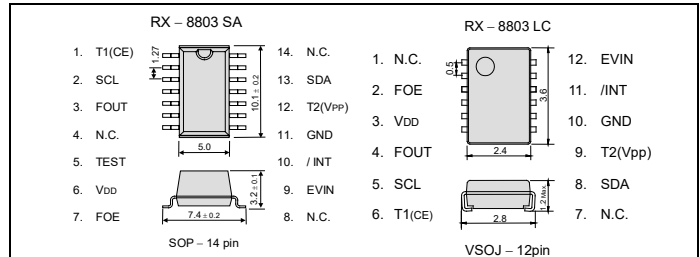 RX – 8803 SA
1. T1(CE)
2. SCL
3. FOUT
4. N.C.
5. TEST
6. VDD
7. FOE
1.27
10.1 ± 0.2
5.0
14. N.C.
13. SDA
12. T2(VPP)
11. GND
10. / INT
9. EVIN
8. N.C.
3.2 ± 0.1
7.4 ± 0.2
SOP – 14 pin
RX – 8803 LC
1. N.C.
2. FOE
3. VDD
4. FOUT
5. SCL
6. T1(CE)
0.5
3.6
2.4
12. EVIN
11. /INT
10. GND
9. T2(Vpp)
8. SDA
7. N.C.
1.2 Max.
2.8
VSOJ – 12pin